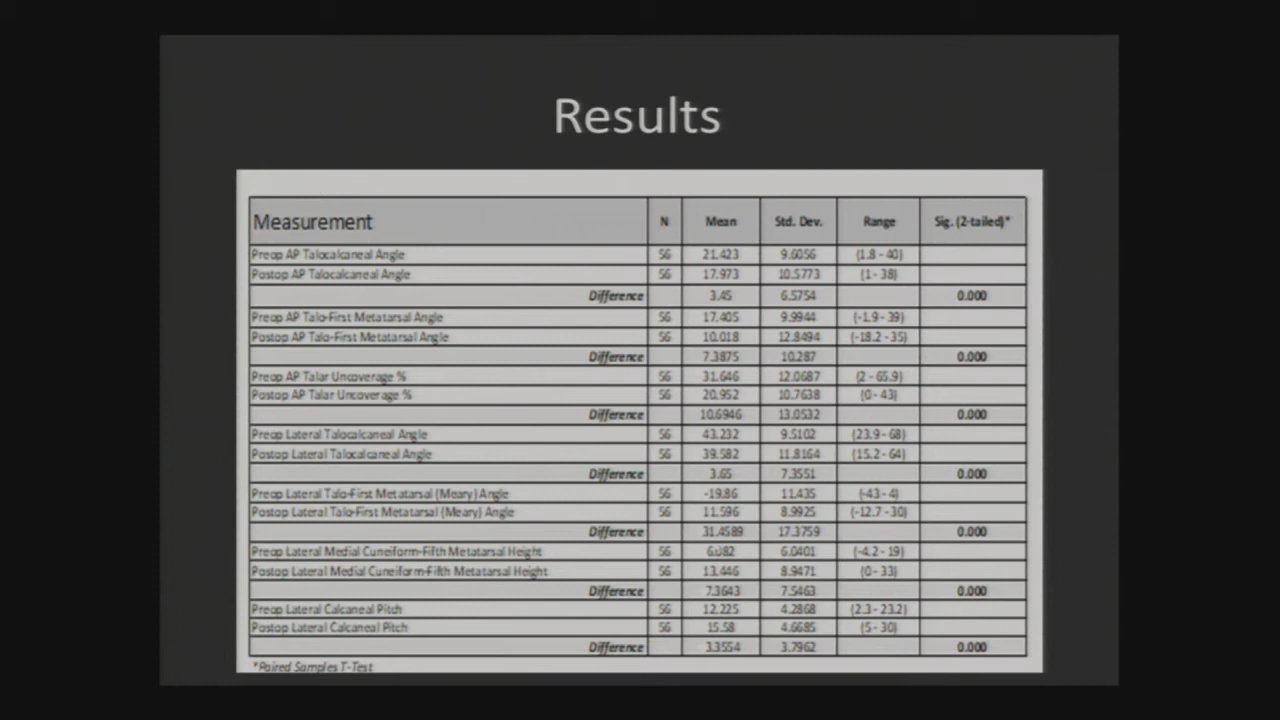 Results
Measurement N Mean Std. Dev. Range Sig. (2-tailed)*
Preop AP Talocalcaneal Angle 56 21.423 9.6056 (1.8 - 40)
Postop AP Talocalcaneal Angle 56 17.973 10.5773 (1 - 38)
Difference 3.45 6.5754 0.000
Preop AP Talo-First Metatarsal Angle 56 17.405 9.9944 (-1.9 - 39)
Postop AP Talo-First Metatarsal Angle 56 10.018 12.8494 (-18.2 - 35)
Difference 7.3875 10.287 0.000
Preop AP Talar Uncoverage % 56 31.646 12.0687 (2 - 65.9)
Postop AP Talar Uncoverage % 56 20.952 10.7638 (0 - 43)
Difference 10.6946 13.0532 0.000
Preop Lateral Talocalcaneal Angle 56 43.232 9.5102 (23.9 - 68)
Postop Lateral Talocalcaneal Angle 56 39.582 11.8164 (15.2 - 64)
Difference 3.65 7.3551 0.000
Preop Lateral Talo-First Metatarsal (Meary) Angle 56 -19.86 11.435 (-43 - 4)
Postop Lateral Talo-First Metatarsal (Meary) Angle 56 11.596 8.9925 (-12.7 - 30)
Difference 31.4589 17.3759 0.000
Preop Lateral Medial Cuneiform-Fifth Metatarsal Height 56 6.082 6.0401 (-4.2 - 19)
Postop Lateral Medial Cuneiform-Fifth Metatarsal Height 56 13.446 8.9471 (0 - 33)
Difference 7.3643 7.5463 0.000
Preop Lateral Calcaneal Pitch 56 12.225 4.2868 (2.3 - 23.2)
Postop Lateral Calcaneal Pitch 56 15.58 4.6685 (5 - 30)
Difference 3.3554 3.7962 0.000
*Paired Samples T-Test